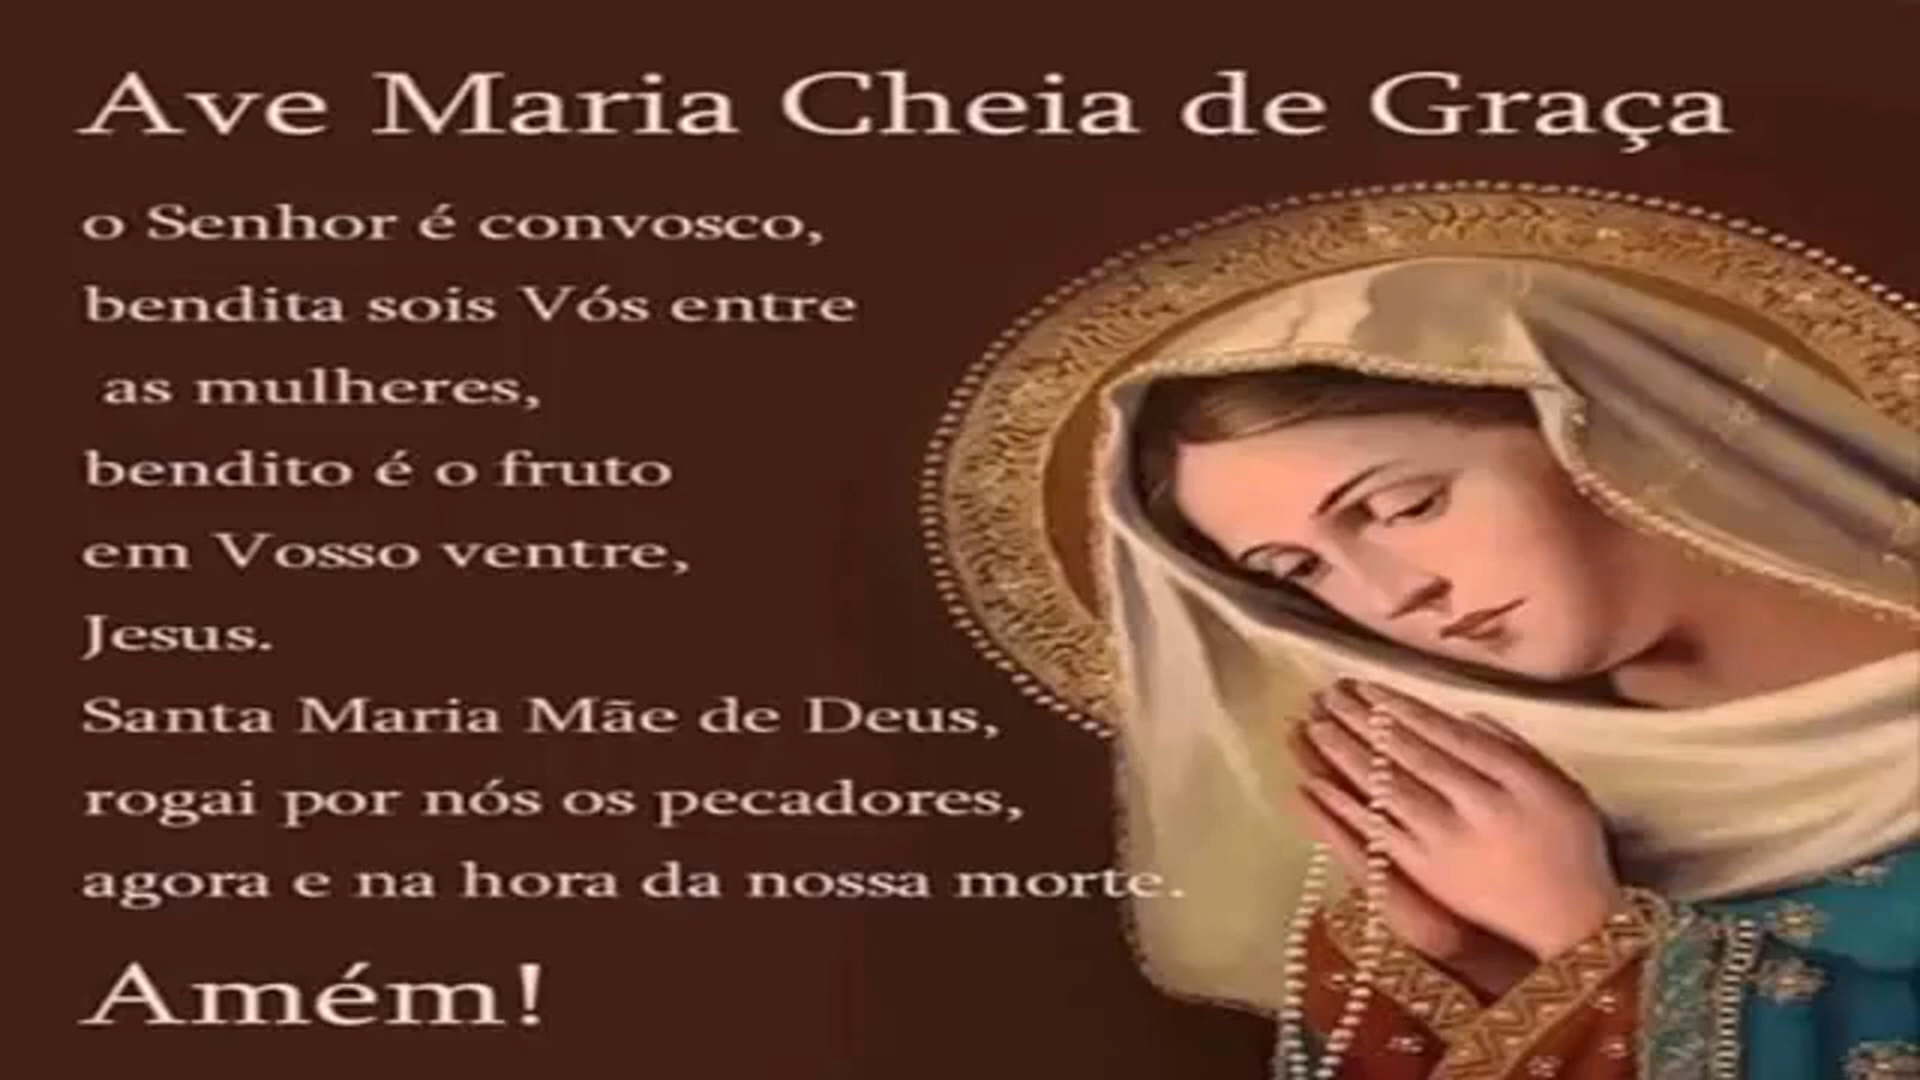 Ave Maria Cheia de Graça
o Senhor é convosco,
bendita sois Vós entre
as mulheres,
bendito é o fruto
em Vosso ventre,
Jesus.
Santa Maria Mãe de Deus,
rogai por nós os pecadores,
agora e na hora da nossa morte.
Amém!